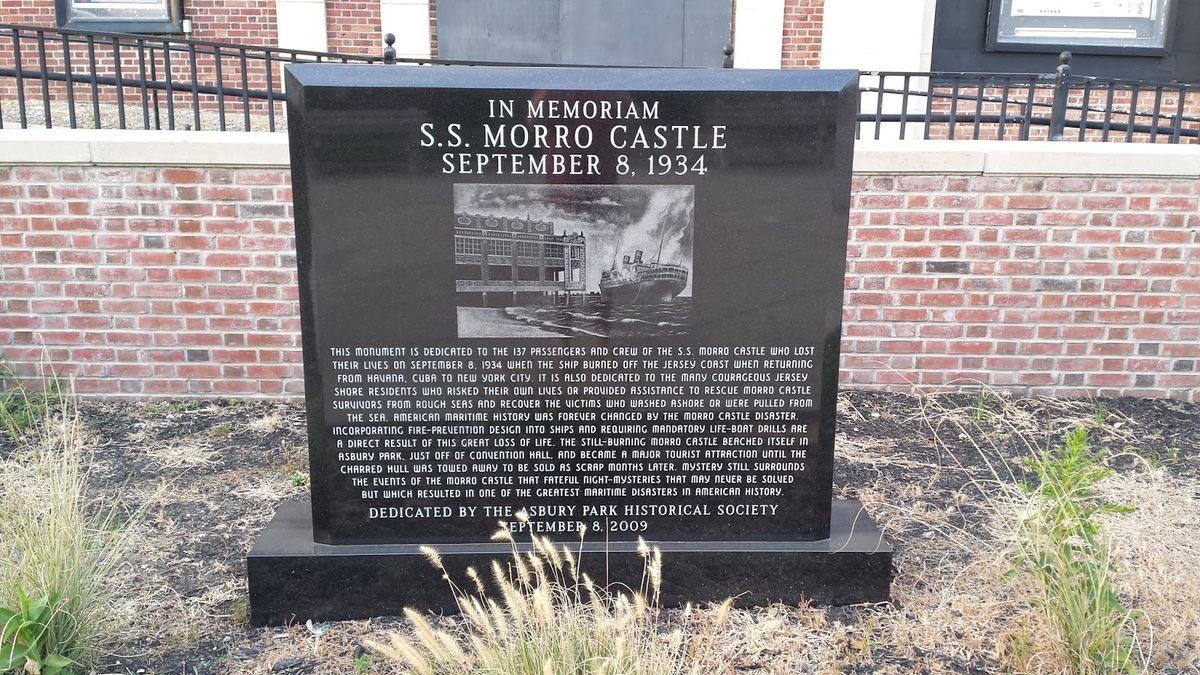 IN MEMORIAM
S.S. MORRO CASTLE
SEPTEMBER 8, 1934
THIS MONUMENT IS DEDICATED TO THE 137 PASSENGERS AND CREW OF THE S.S. MORRO CASTLE WHO LOST
THEIR LIVES ON SEPTEMBER 8, 1934 WHEN THE SHIP BURNED OFF THE JERSEY COAST WHEN RETURNING
FROM HAVANA, CUBA TO NEW YORK CITY. IT IS ALSO DEDICATED TO THE MANY COURAGEOUS JERSEY
SHORE RESIDENTS WHO RISKED THEIR OWN LIVES OR PROVIDED ASSISTANCE TO RESCUE MORRO CASTLE
SURVIVORS FROM ROUGH SEAS AND RECOVER THE VICTIMS WHO WASHED ASHORE OR WERE PULLED FROM
THE SEA. AMERICAN MARITIME HISTORY WAS FOREVER CHANGED BY THE MORRO CASTLE DISASTER.
INCORPORATING FIRE-PREVENTION DESIGN INTO SHIPS AND REQUIRING MANDATORY LIFE-BOAT DRILLS ARE
A DIRECT RESULT OF THIS GREAT LOSS OF LIFE. THE STILL-BURNING MORRO CASTLE BEACHED ITSELF IN
ASBURY PARK, JUST OFF OF CONVENTION HALL, AND BECAME A MAJOR TOURIST ATTRACTION UNTIL THE
CHARRED HULL WAS TOWED AWAY TO BE SOLD AS SCRAP MONTHS LATER. MYSTERY STILL SURROUNDS
THE EVENTS OF THE MORRO CASTLE THAT FATEFUL NIGHT-MYSTERIES THAT MAY NEVER BE SOLVED
BUT WHICH RESULTED IN ONE OF THE GREATEST MARITIME DISASTERS IN AMERICAN HISTORY.
DEDICATED BY THE ASBURY PARK HISTORICAL SOCIETY
SEPTEMBER 8, 2009